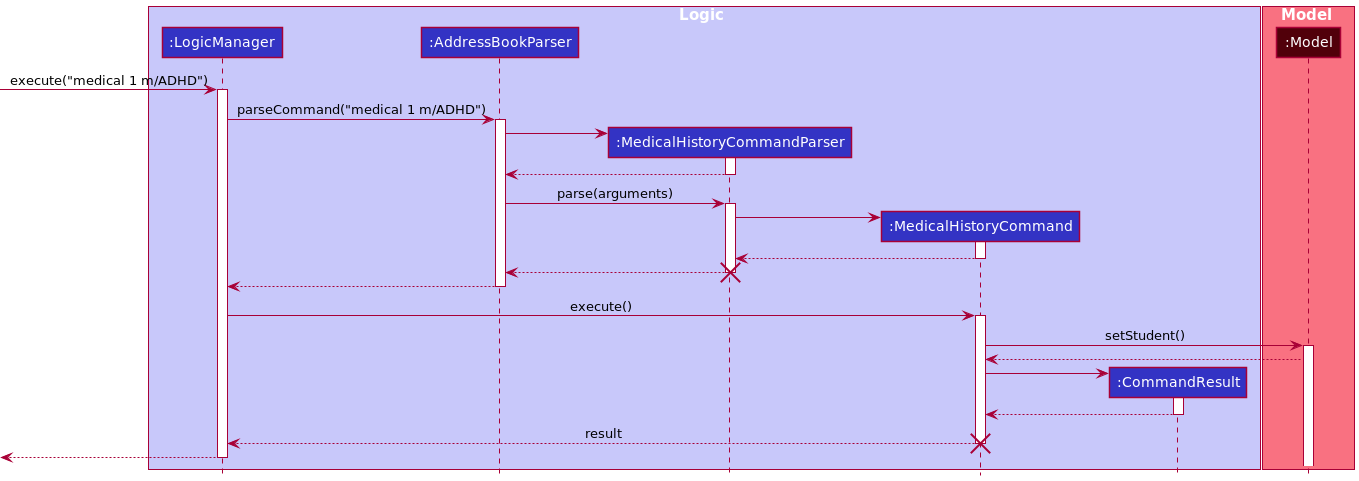 Logic
Model
:LogicManager
:AddressBookParser
:Model
execute("medical 1 m/ADHD")
parseCommand("medical 1 m/ADHD")
:MedicalHistoryCommandParser
parse(arguments)
:MedicalHistoryCommand
execute()
setStudent()
:CommandResult
result